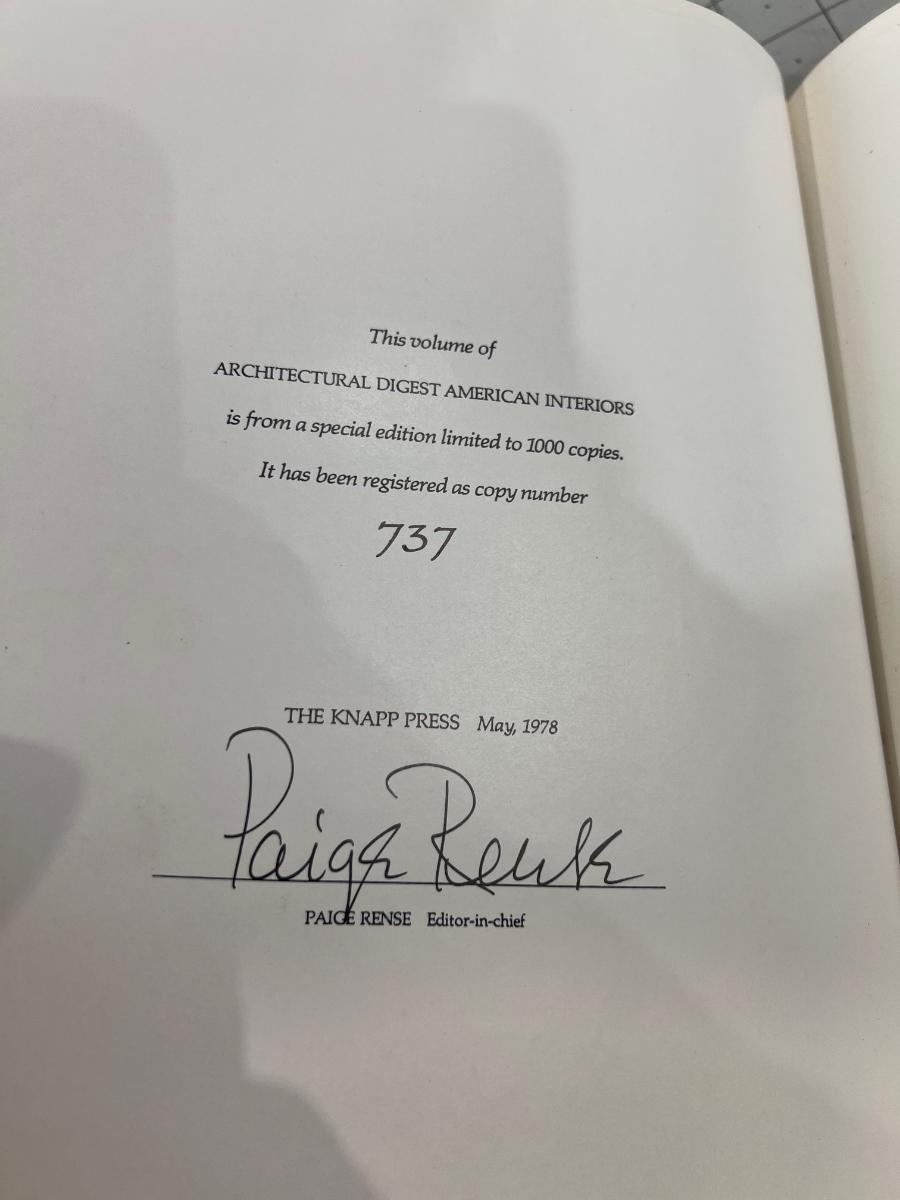 This volume of
ARCHITECTURAL DIGEST AMERICAN INTERIORS
is from a special edition limited to 1000 copies.
It has been registered as copy number
737
THE KNAPP PRESS May, 1978
Paige Rense
PAIGE RENSE Editor-in-chief